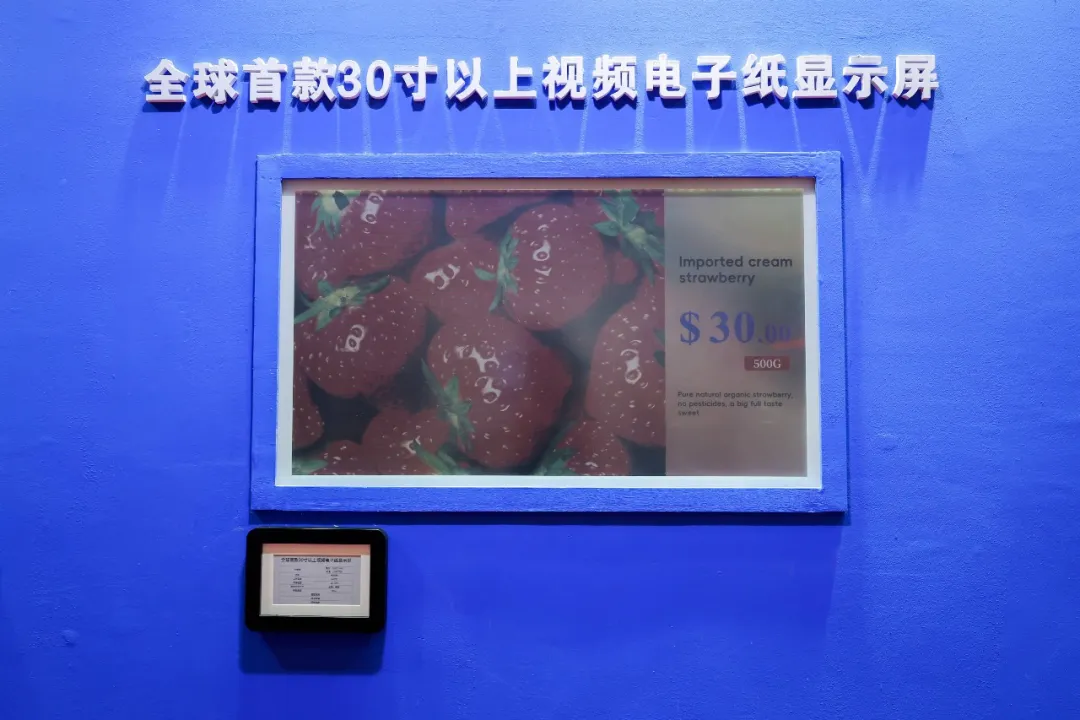 全球首款30寸以上视频电子纸显示屏
Imported cream
strawberry
$30.00
500G
Pure natural organic strawberry,
no pesticides, a big full taste
sweet